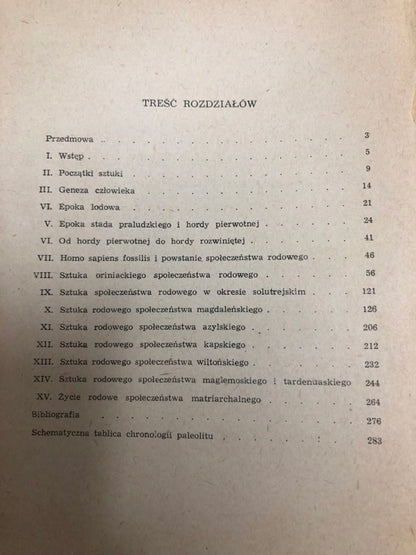 TREŚĆ ROZDZIAŁÓW
Przedmowa . . . . . . . . . . . . . 3
I. Wstęp . . . . . . . . . . . . . 5
II. Początki sztuki . . . . . . . . . . . 9
III. Geneza człowieka . . . . . . . . . . 14
VI. Epoka lodowa . . . . . . . . . . . 21
V. Epoka stada praludzkiego i hordy pierwotnej . . . . 24
VI. Od hordy pierwotnej do hordy rozwiniętej . . . . . 41
VII. Homo sapiens fossilis i powstanie społeczeństwa rodowego . 46
VIII. Sztuka oriniackiego społeczeństwa rodowego . . . . 56
IX. Sztuka społeczeństwa rodowego w okresie solutrejskim . . 121
X. Sztuka rodowego społeczeństwa magdaleńskiego . . . 126
XI. Sztuka rodowego społeczeństwa azylskiego . . . . . 206
XII. Sztuka rodowego społeczeństwa kapskiego . . . . . 212
XIII. Sztuka rodowego społeczeństwa wiltońskiego . . . . 232
XIV. Sztuka rodowego społeczeństwa maglemoskiego i tardenuaskiego 244
XV. Życie rodowe społeczeństwa matriarchalnego . . . . 264
Bibliografia . . . . . . . . . . . . 276
Schematyczna tablica chronologii paleolitu . . . . . . 283